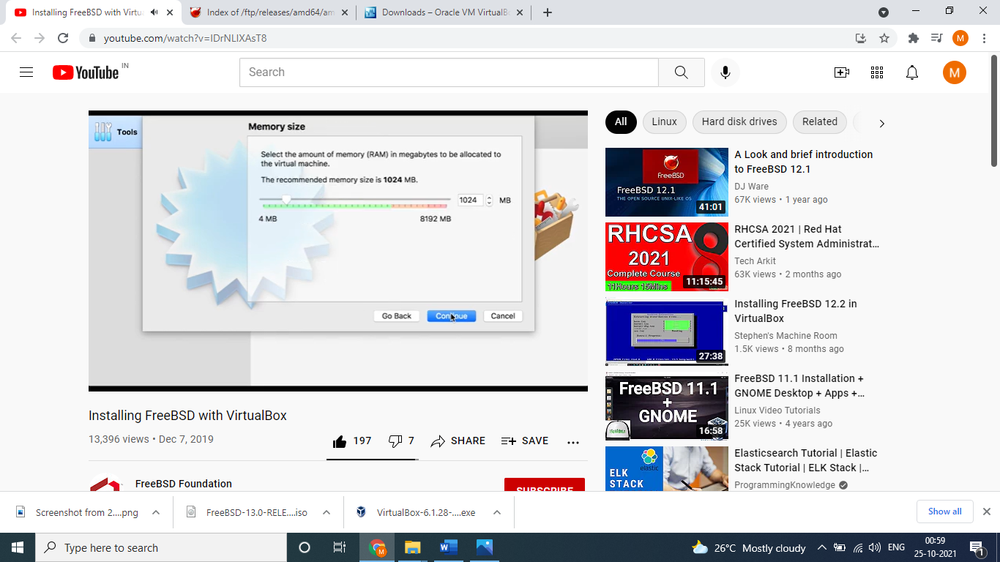 Installing FreeBSD with Virtu
Index of /ftp/releases/amd64/am
Downloads – Oracle VM VirtualB
youtube.com/watch?v=IDrNLIXAsT8
M
YouTube IN
Search
M
Tools
Memory size
Select the amount of memory (RAM) in megabytes to be allocated to
the virtual machine.
The recommended memory size is 1024 MB.
1024 MB
4 MB 8192 MB
Go Back Continue Cancel
Installing FreeBSD with VirtualBox
13,396 views • Dec 7, 2019
197 7 SHARE SAVE
FreeBSD Foundation
SUBSCRIBE
All Linux Hard disk drives Related
FreeBSD
FreeBSD 12.1
THE OPEN SOURCE UNIX-LIKE OS
41:01
A Look and brief introduction
to FreeBSD 12.1
DJ Ware
67K views • 1 year ago
RHCSA
2021
Complete Course
11Hours 15Mins
8
11:15:45
RHCSA 2021 | Red Hat
Certified System Administrat...
Tech Arkit
63K views • 2 months ago
27:38
Installing FreeBSD 12.2 in
VirtualBox
Stephen's Machine Room
1.5K views • 8 months ago
FreeBSD 11.1
+
GNOME
16:58
FreeBSD 11.1 Installation +
GNOME Desktop + Apps +...
Linux Video Tutorials
25K views • 4 years ago
ELK
STACK
elastic
Elasticsearch Tutorial | Elastic
Stack Tutorial | ELK Stack |...
ProgrammingKnowledge
Screenshot from 2....png
FreeBSD-13.0-RELE....iso
VirtualBox-6.1.28-....exe
Show all
Type here to search
M
26°C Mostly cloudy
ENG
00:59
25-10-2021
1